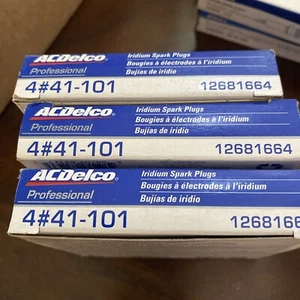 ACDelco
Professional
Iridium Spark Plugs
Bougies à électrodes à l'iridium
Bujías de iridio
4#41-101
12681664
ACDelco
Professional
Iridium Spark Plugs
Bougies à électrodes à l'iridium
Bujías de iridio
4#41-101
12681664
ACDelco
Professional
Iridium Spark Plugs
Bougies à électrodes à l'iridium
Bujías de iridio
4#41-101
1268166